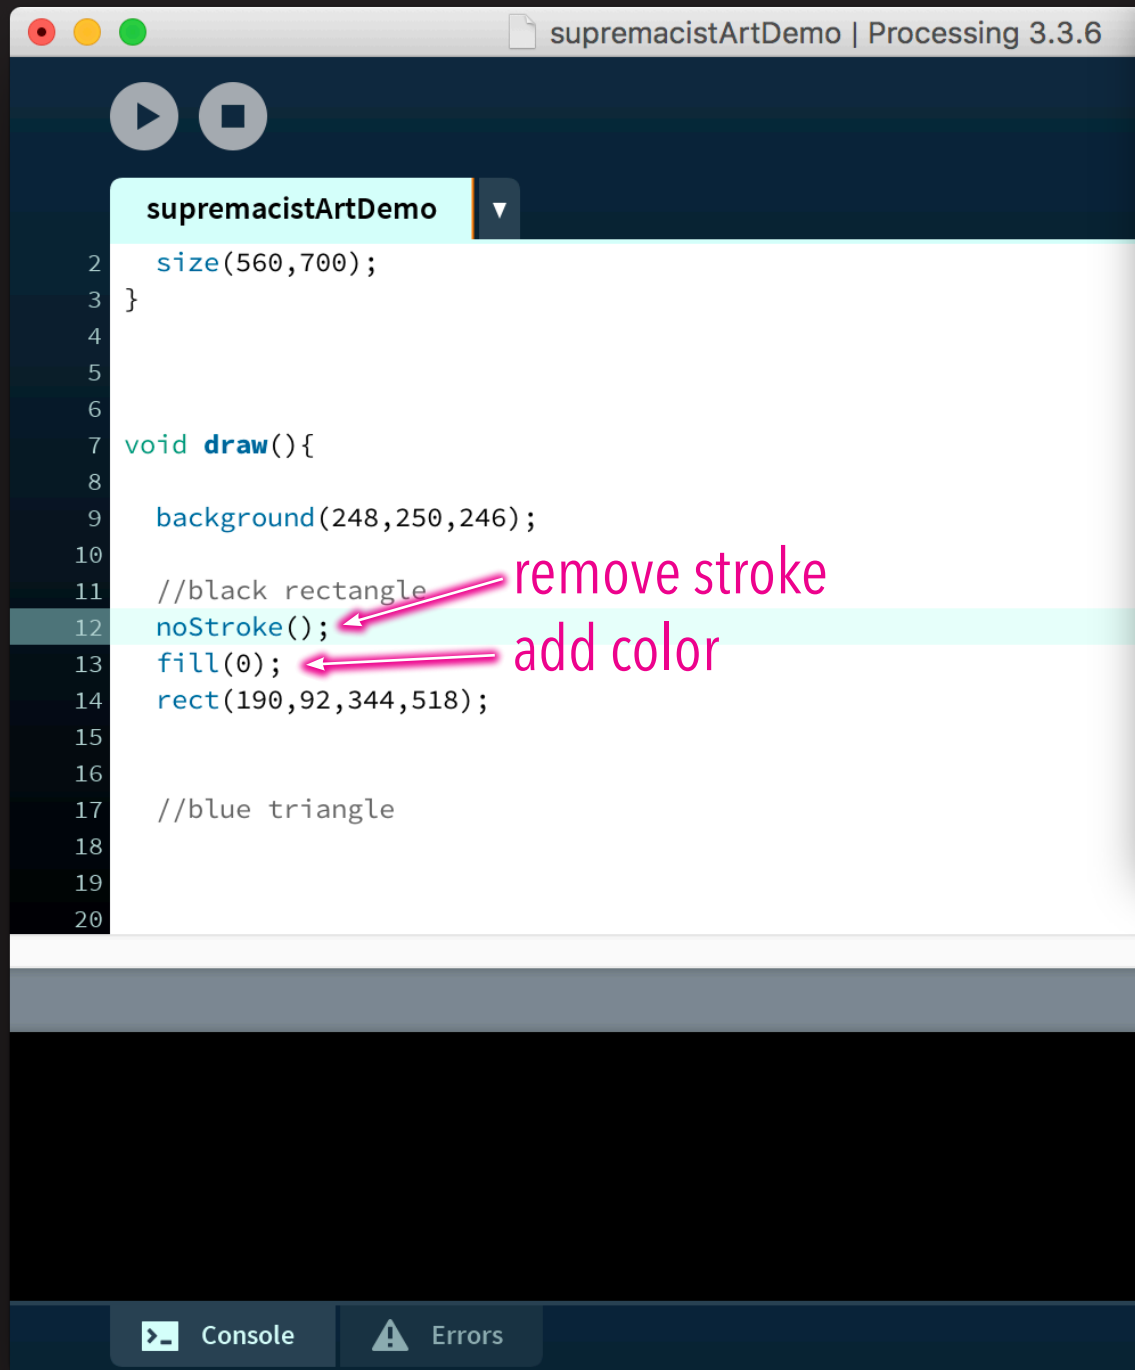 supremacistArtDemo | Processing 3.3.6
supremacistArtDemo ▼
2 size(560,700);
3 }
4
5
6
7 void draw(){
8
9 background(248,250,246);
10
11 //black rectangle
remove stroke
12 noStroke();
add color
13 fill(0);
14 rect(190,92,344,518);
15
16
17 //blue triangle
18
19
20
Console
Errors